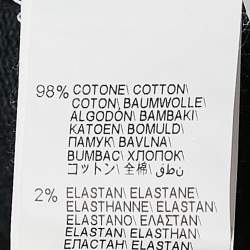 98% COTONE\ COTTON\
COTON\ BAUMWOLLE\
ALGODÓN\ BAMBAKI\
KATOEN\ BOMULD\
ПАМУК\ BAVLNA\
BUMBAC\ ХЛОПОК\
コットン\ 全棉\ قطن
2% ELASTAN\ ELASTANE\
ELASTHANNE\ ELASTAN\
ELASTANO\ ΕΛΑΣΤΑΝ\
ELASTAN\ ELASTHAN\
ЕЛАСТАН\ ELASTAN\